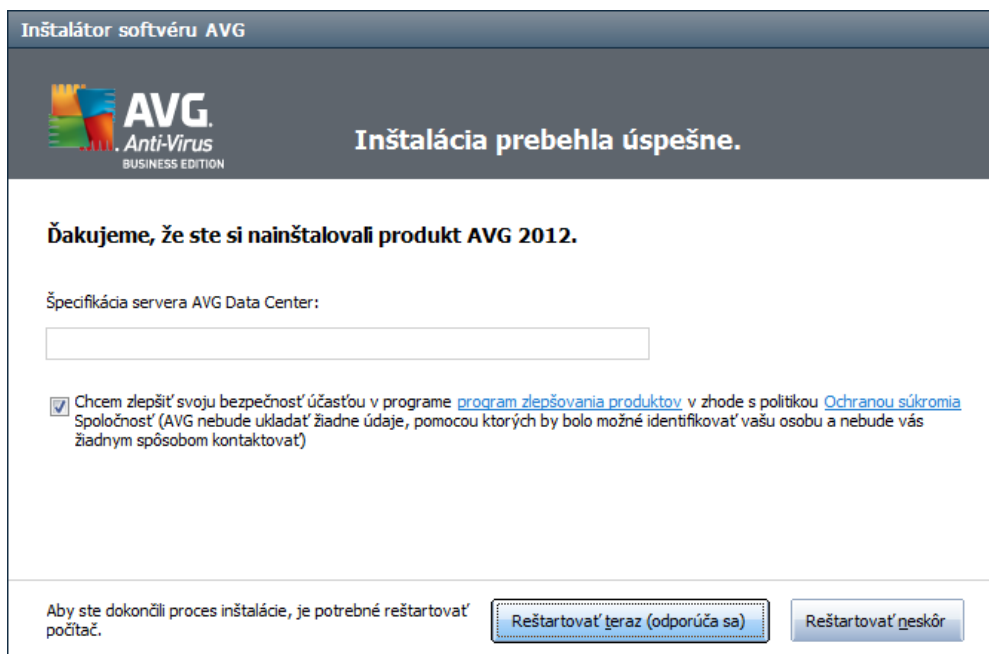 Inštalátor softvéru AVG
AVG.
Anti-Virus
BUSINESS EDITION
Inštalácia prebehla úspešne.
Ďakujeme, že ste si nainštalovali produkt AVG 2012.
Špecifikácia servera AVG Data Center:
Chcem zlepšiť svoju bezpečnosť účasťou v programe program zlepšovania produktov v zhode s politikou Ochranou súkromia
Spoločnosť (AVG nebude ukladať žiadne údaje, pomocou ktorých by bolo možné identifikovať vašu osobu a nebude vás
žiadnym spôsobom kontaktovať)
Aby ste dokončili proces inštalácie, je potrebné reštartovať
počítač.
Reštartovať teraz (odporúča sa)
Reštartovať neskôr